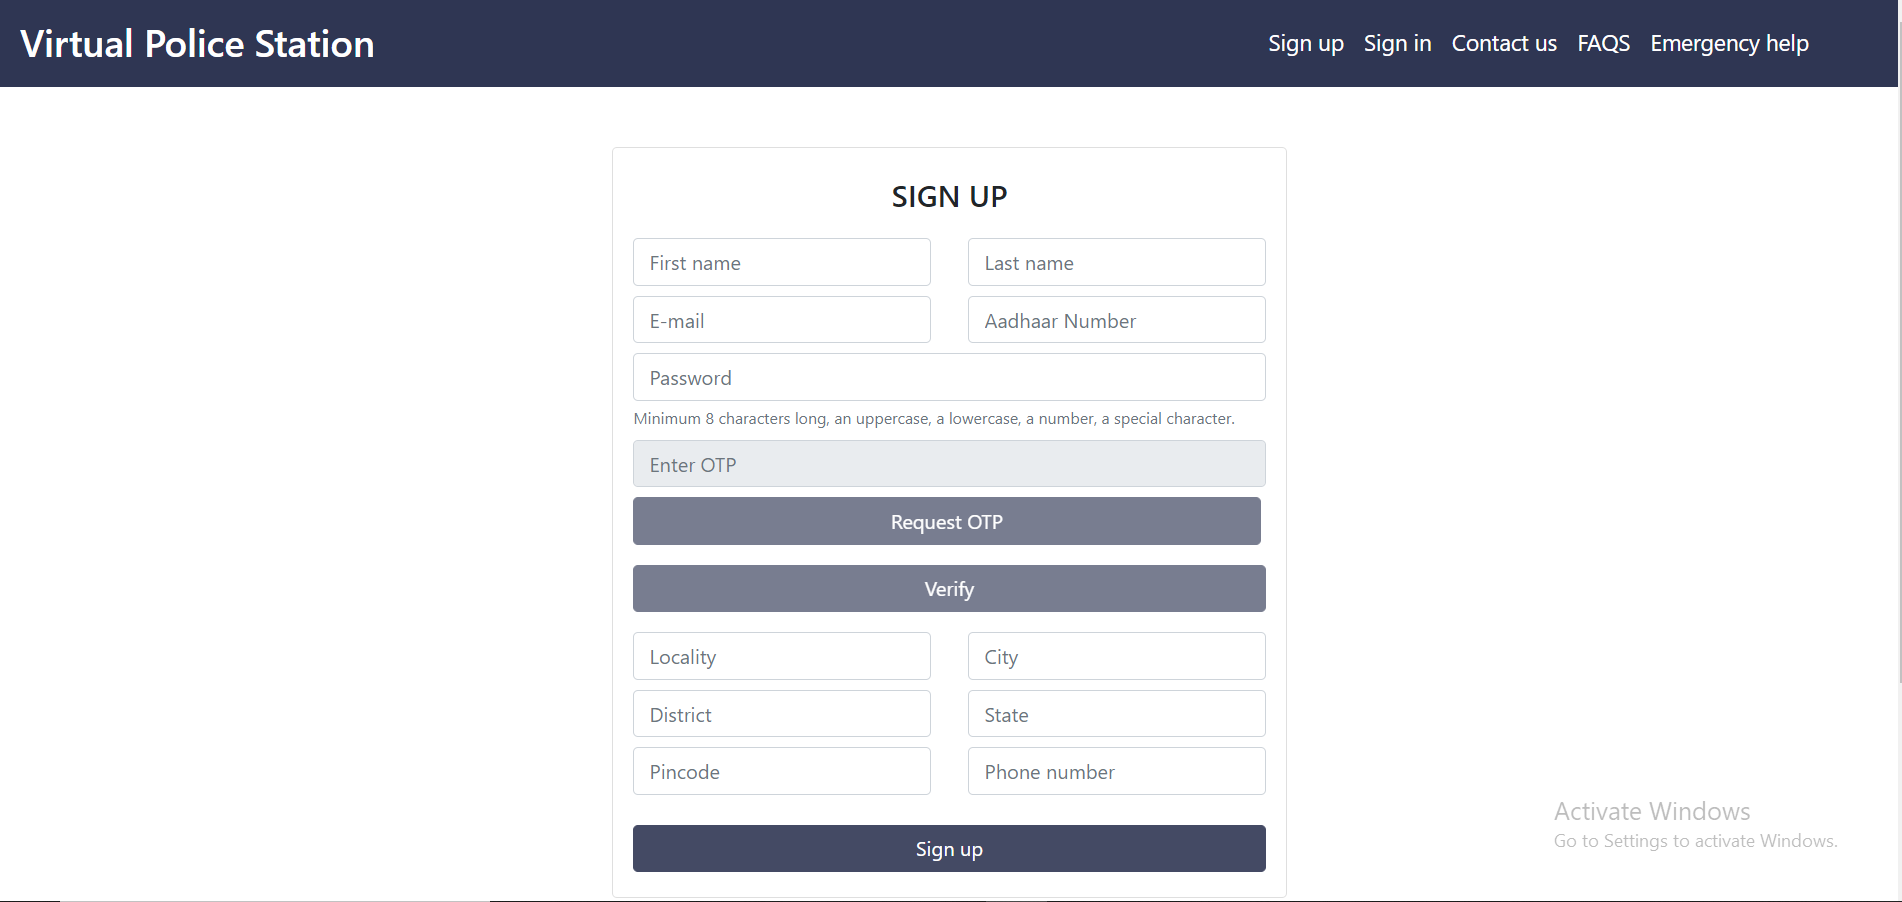 Virtual Police Station
Sign up Sign in Contact us FAQS Emergency help
SIGN UP
First name Last name
E-mail Aadhaar Number
Password
Minimum 8 characters long, an uppercase, a lowercase, a number, a special character.
Enter OTP
Request OTP
Verify
Locality City
District State
Pincode Phone number
Sign up
Activate Windows
Go to Settings to activate Windows.